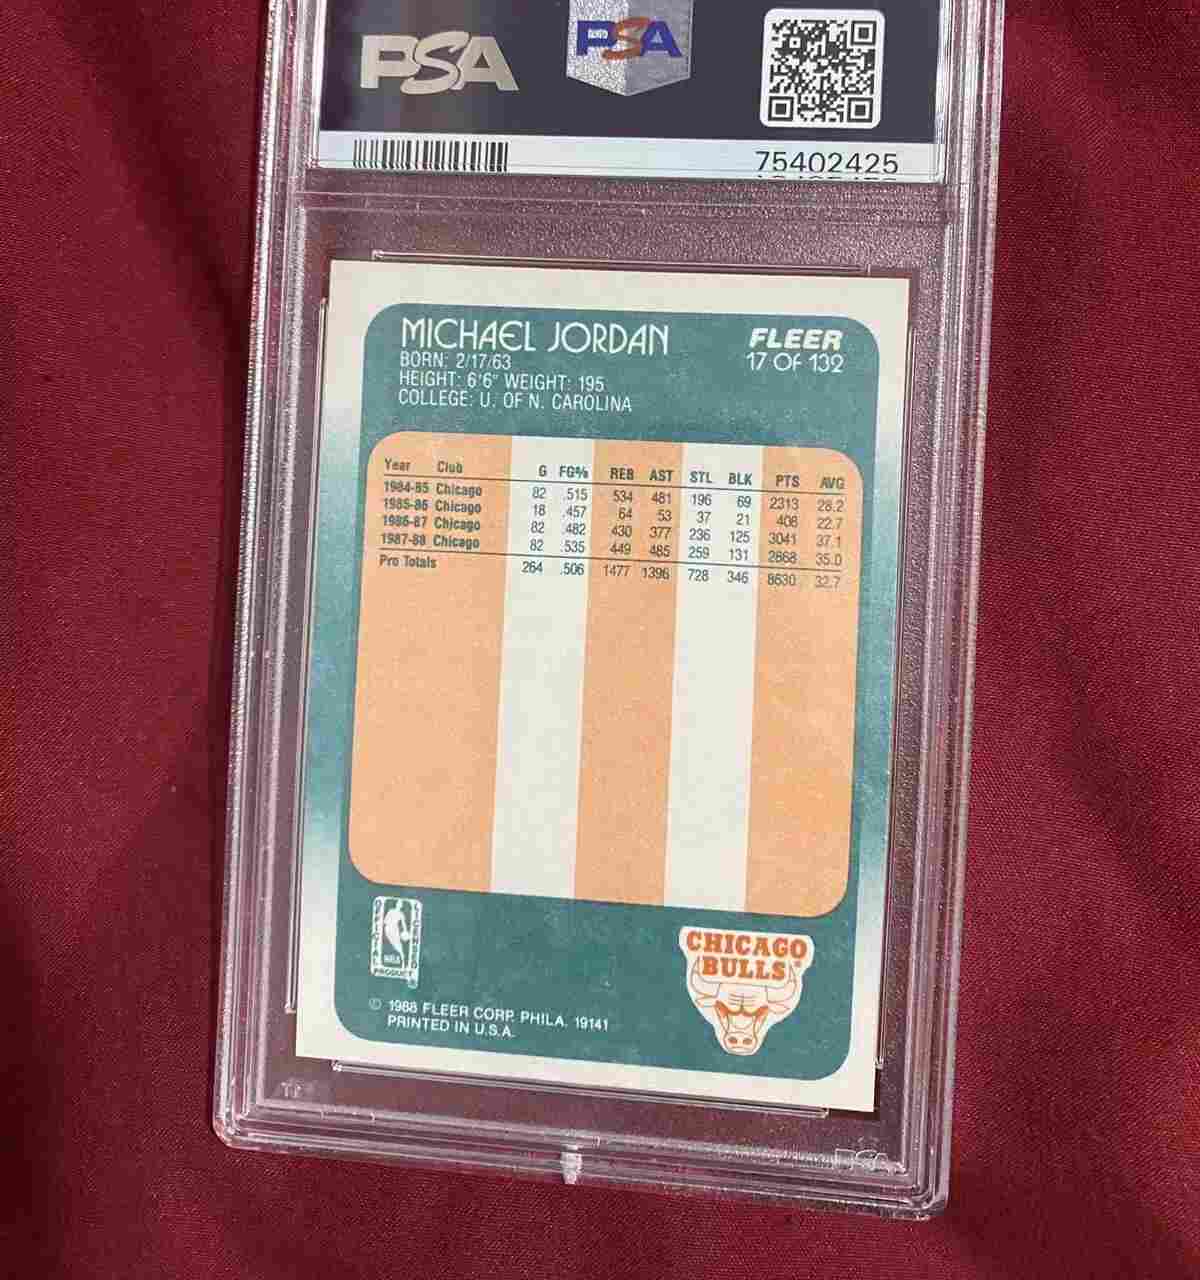 PSA
PSA
75402425
MICHAEL JORDAN
BORN: 2/17/63
HEIGHT: 6'6" WEIGHT: 195
COLLEGE: U. OF N. CAROLINA
FLEER
17 OF 132
Year Club G FG% REB AST STL BLK PTS AVG
1984-85 Chicago 82 .515 534 481 196 69 2313 28.2
1985-86 Chicago 18 .457 64 53 37 21 408 22.7
1986-87 Chicago 82 .482 430 377 236 125 3041 37.1
1987-88 Chicago 82 .535 449 485 259 131 2868 35.0
Pro Totals 264 .506 1477 1396 728 346 8630 32.7
OFFICIAL LICENSED
NBA
PRODUCT ®
CHICAGO
BULLS®
© 1988 FLEER CORP. PHILA. 19141
PRINTED IN U.S.A.
PSA